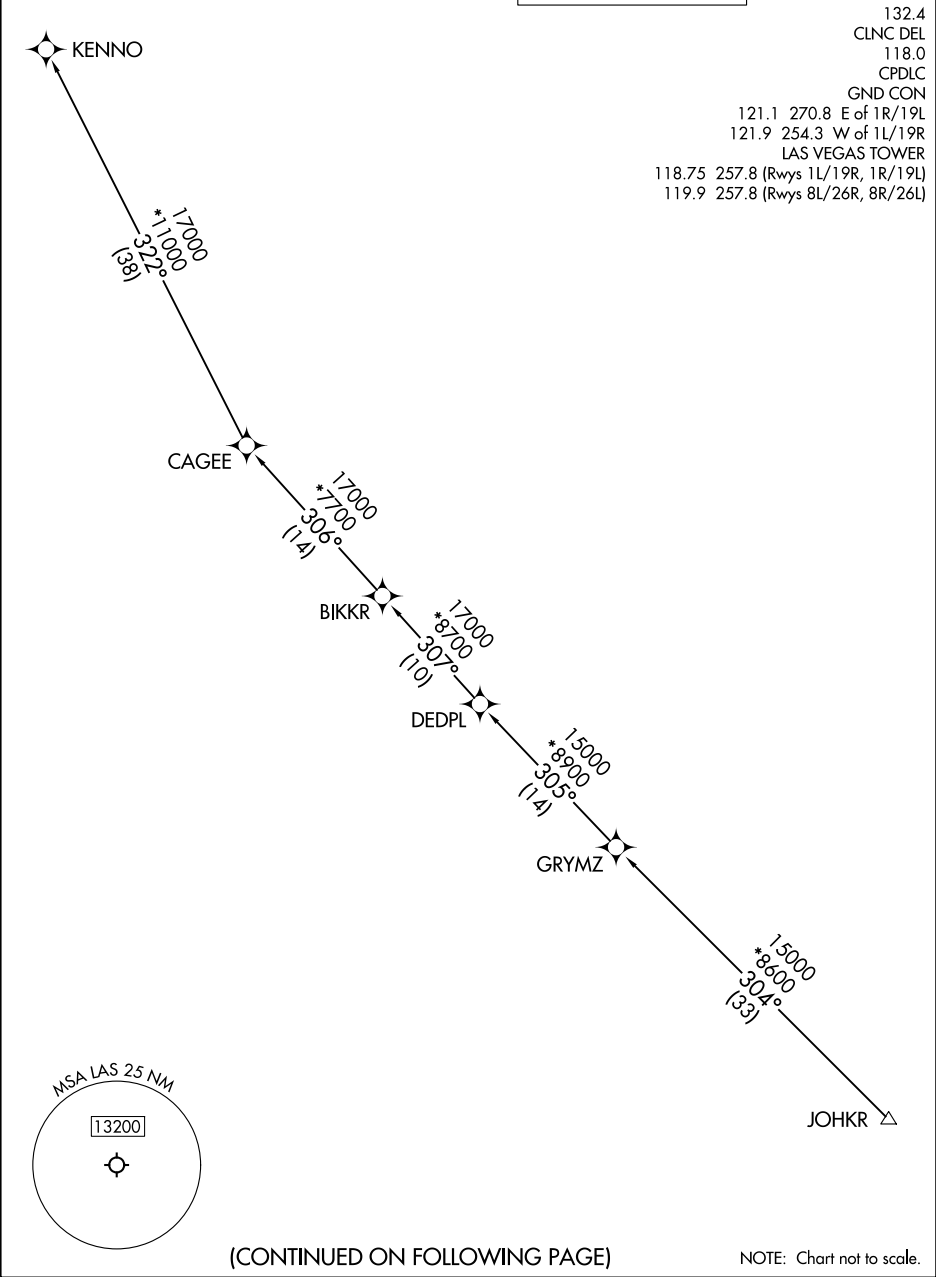 132.4
CLNC DEL
118.0
CPDLC
GND CON
121.1 270.8 E of 1R/19L
121.9 254.3 W of 1L/19R
LAS VEGAS TOWER
118.75 257.8 (Rwys 1L/19R, 1R/19L)
119.9 257.8 (Rwys 8L/26R, 8R/26L)
KENNO
17000
*11000
322°
(38)
CAGEE
17000
*7700
306°
(14)
BIKKR
17000
*8700
307°
(10)
DEDPL
15000
*8900
305°
(14)
GRYMZ
15000
*8600
304°
(33)
JOHKR
MSA LAS 25 NM
13200
(CONTINUED ON FOLLOWING PAGE)
NOTE: Chart not to scale.